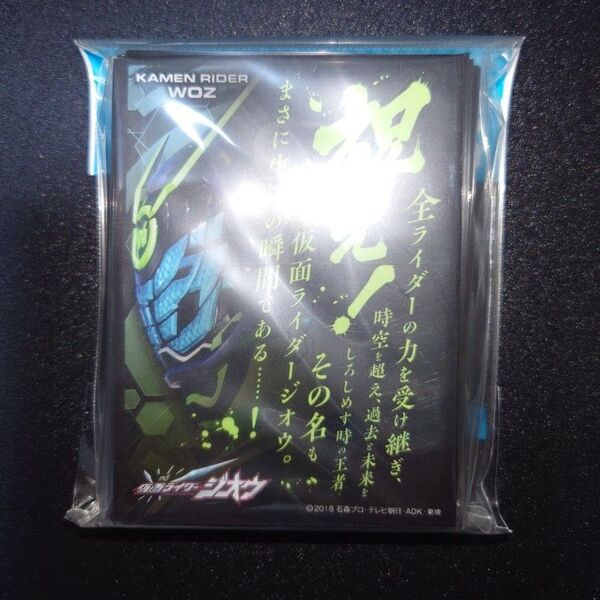 KAMEN RIDER
WOZ
祝え!
全ライダーの力を受け継ぎ、
時空を超え、過去と未来を
しろしめす時の王者
その名も
仮面ライダージオウ。
まさに生
の瞬間である……!
仮面ライダージオウ
©2018 石森プロ・テレビ朝日・ADK・東映